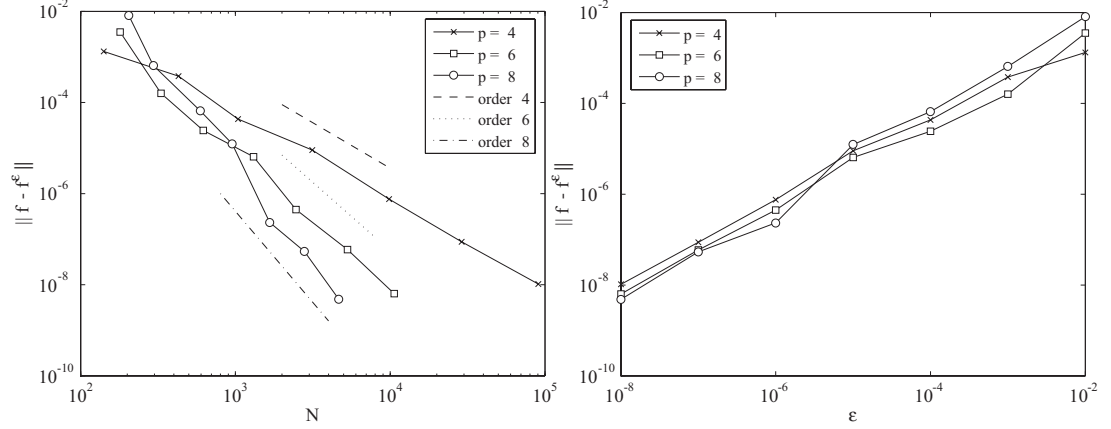 10^-2
10^-4
10^-6
10^-8
10^-10
|| f - f^ε ||
p = 4
p = 6
p = 8
order 4
order 6
order 8
10^2
10^3
10^4
10^5
N
10^-2
10^-4
10^-6
10^-8
10^-10
|| f - f^ε ||
p = 4
p = 6
p = 8
10^-8
10^-6
10^-4
10^-2
ε